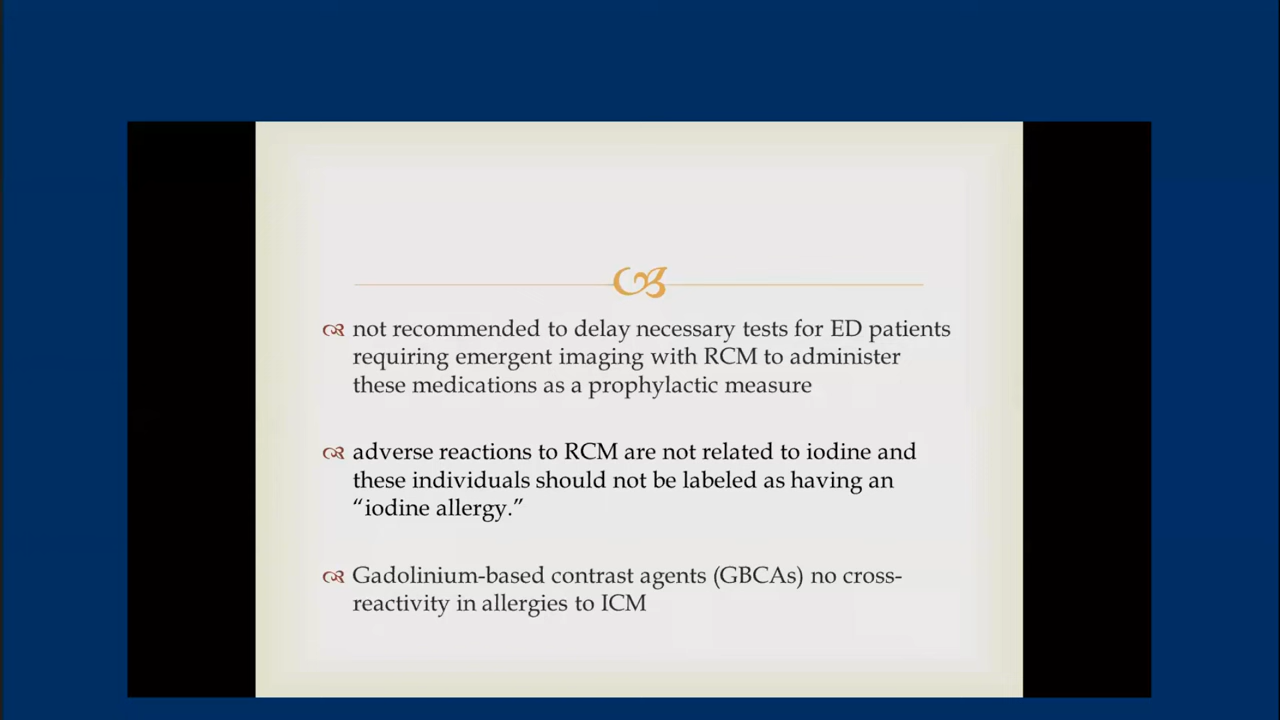 not recommended to delay necessary tests for ED patients
requiring emergent imaging with RCM to administer
these medications as a prophylactic measure
adverse reactions to RCM are not related to iodine and
these individuals should not be labeled as having an
“iodine allergy.”
Gadolinium-based contrast agents (GBCAs) no cross-
reactivity in allergies to ICM